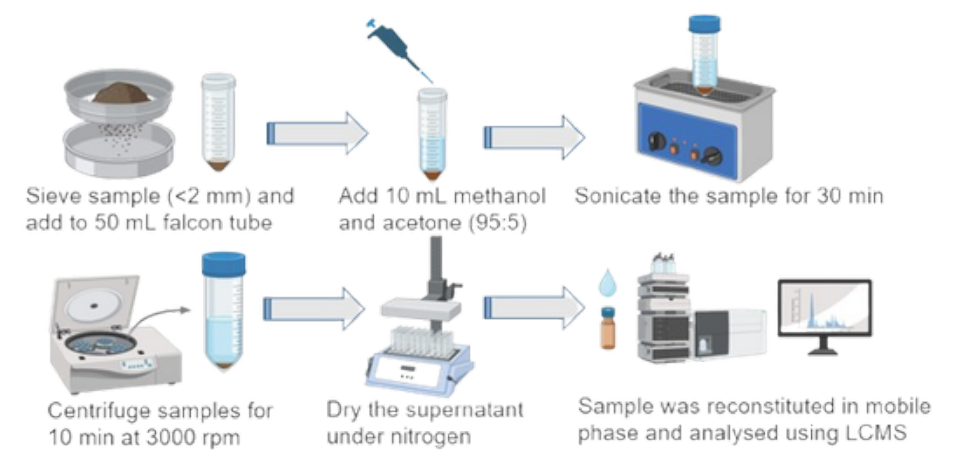 Sieve sample (<2 mm) and
add to 50 mL falcon tube
Add 10 mL methanol
and acetone (95:5)
Sonicate the sample for 30 min
Centrifuge samples for
10 min at 3000 rpm
Dry the supernatant
under nitrogen
Sample was reconstituted in mobile
phase and analysed using LCMS